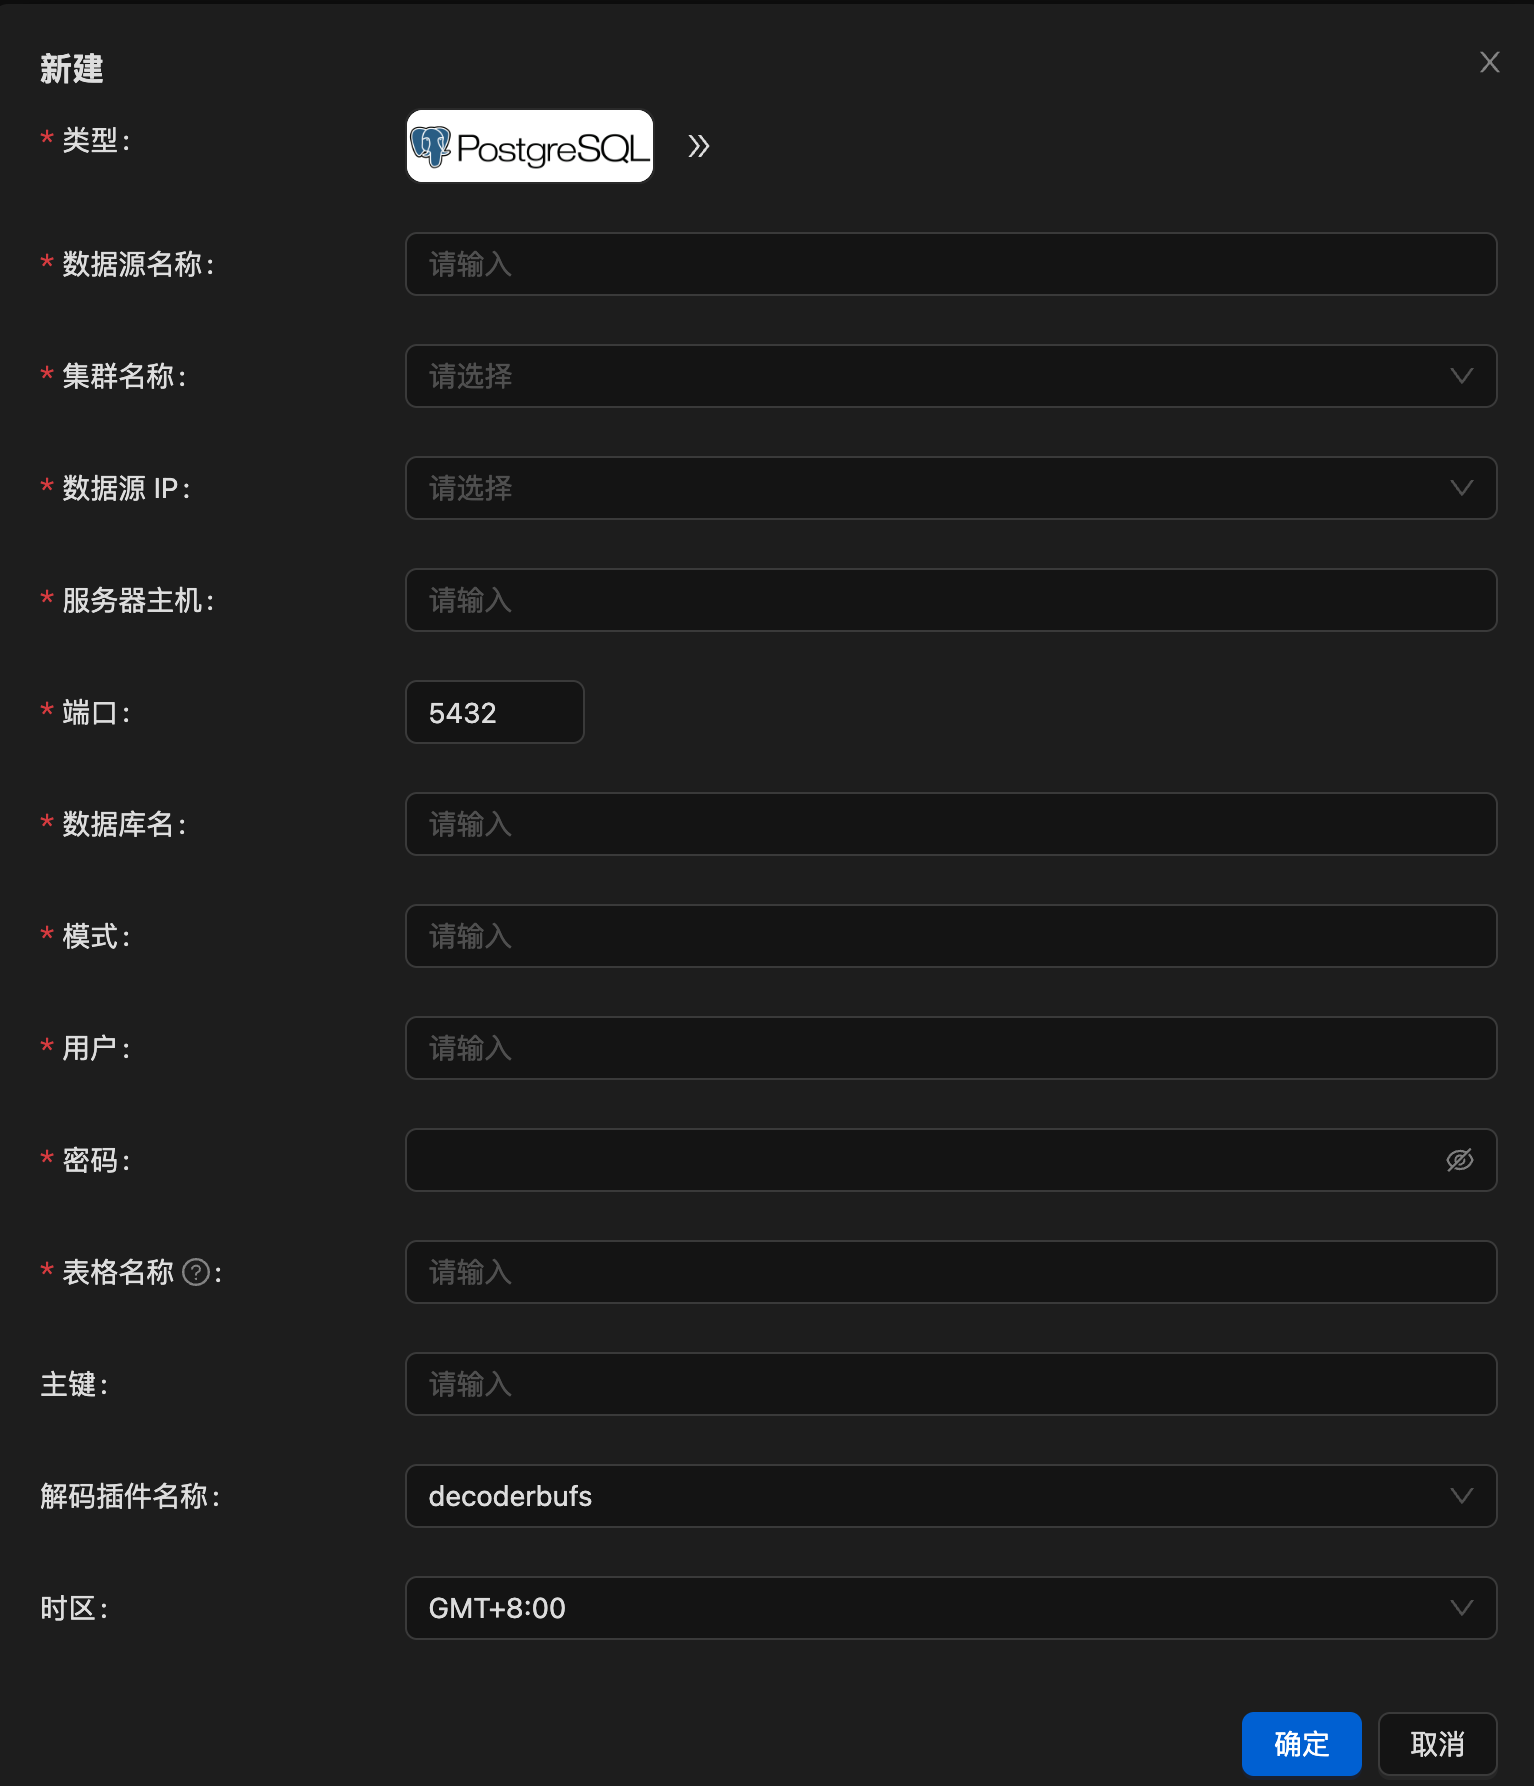 新建
* 类型:
PostgreSQL
* 数据源名称:
请输入
* 集群名称:
请选择
* 数据源 IP:
请选择
* 服务器主机:
请输入
* 端口:
5432
* 数据库名:
请输入
* 模式:
请输入
* 用户:
请输入
* 密码:
* 表格名称?:
请输入
主键:
请输入
解码插件名称:
decoderbufs
时区:
GMT+8:00
确定
取消